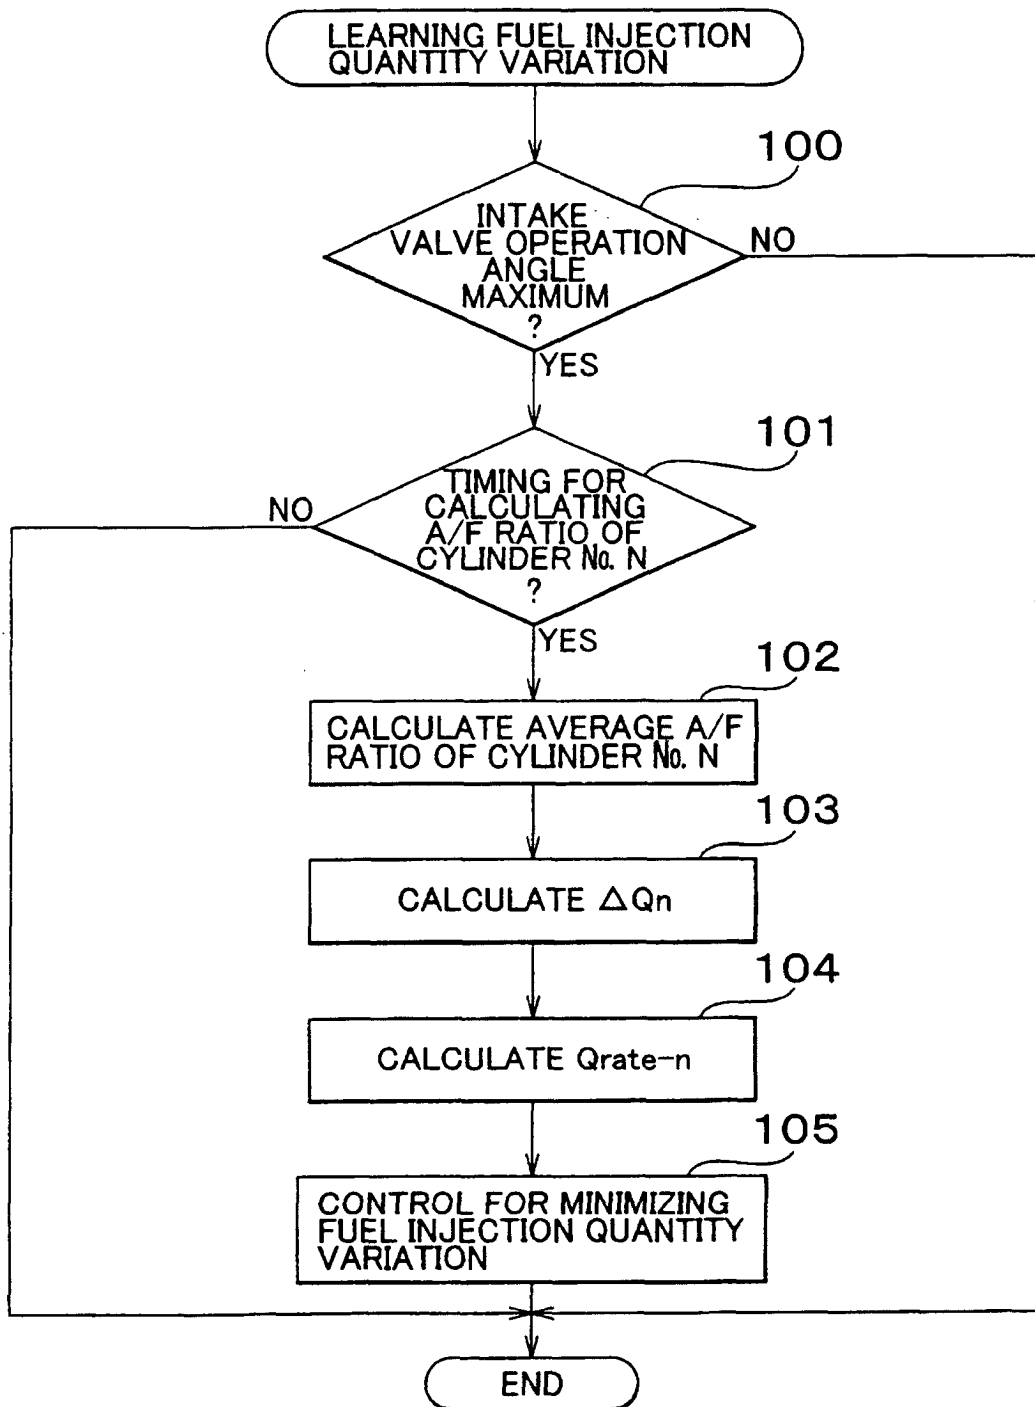 LEARNING FUEL INJECTION
QUANTITY VARIATION
100
INTAKE
VALVE OPERATION
ANGLE
MAXIMUM
?
NO
YES
101
TIMING FOR
CALCULATING
A/F RATIO OF
CYLINDER No. N
?
NO
YES
102
CALCULATE AVERAGE A/F
RATIO OF CYLINDER No. N
103
CALCULATE △Qn
104
CALCULATE Qrate-n
105
CONTROL FOR MINIMIZING
FUEL INJECTION QUANTITY
VARIATION
END